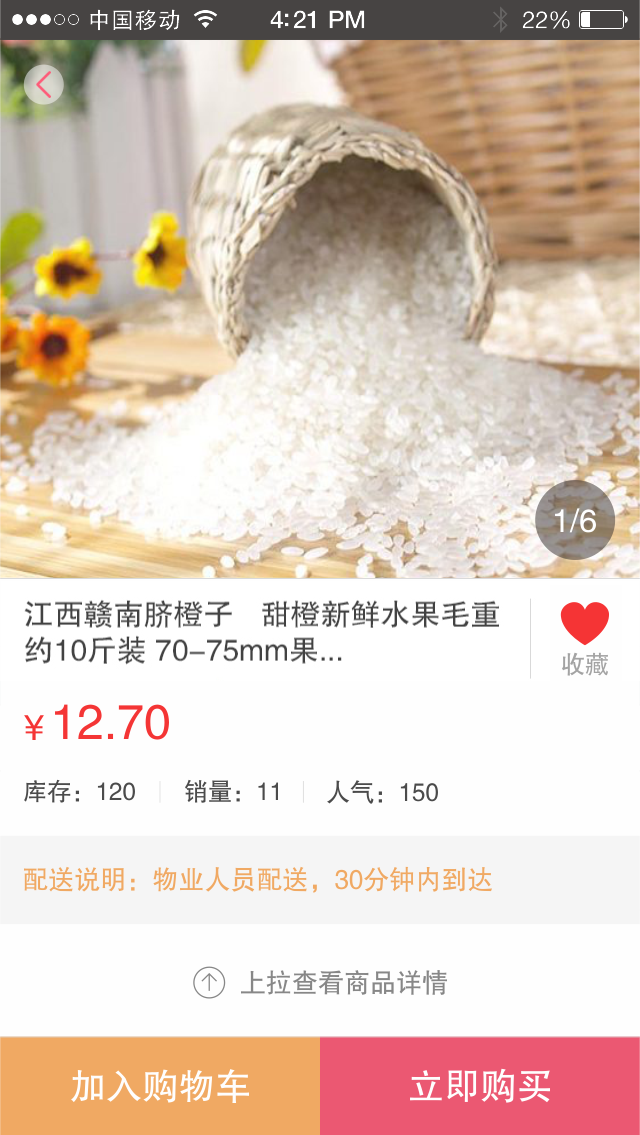 中国移动 4:21 PM 22%
1/6
江西赣南脐橙子 甜橙新鲜水果毛重
约10斤装 70-75mm果...
收藏
¥12.70
库存：120 销量：11 人气：150
配送说明：物业人员配送，30分钟内到达
上拉查看商品详情
加入购物车 立即购买